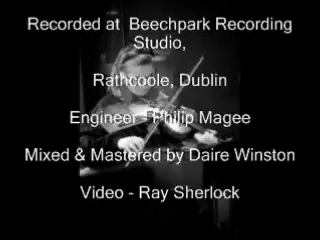 Recorded at  Beechpark Recording
Studio,
Rathcoole, Dublin
Engineer - Philip Magee
Mixed & Mastered by Daire Winston
Video - Ray Sherlock